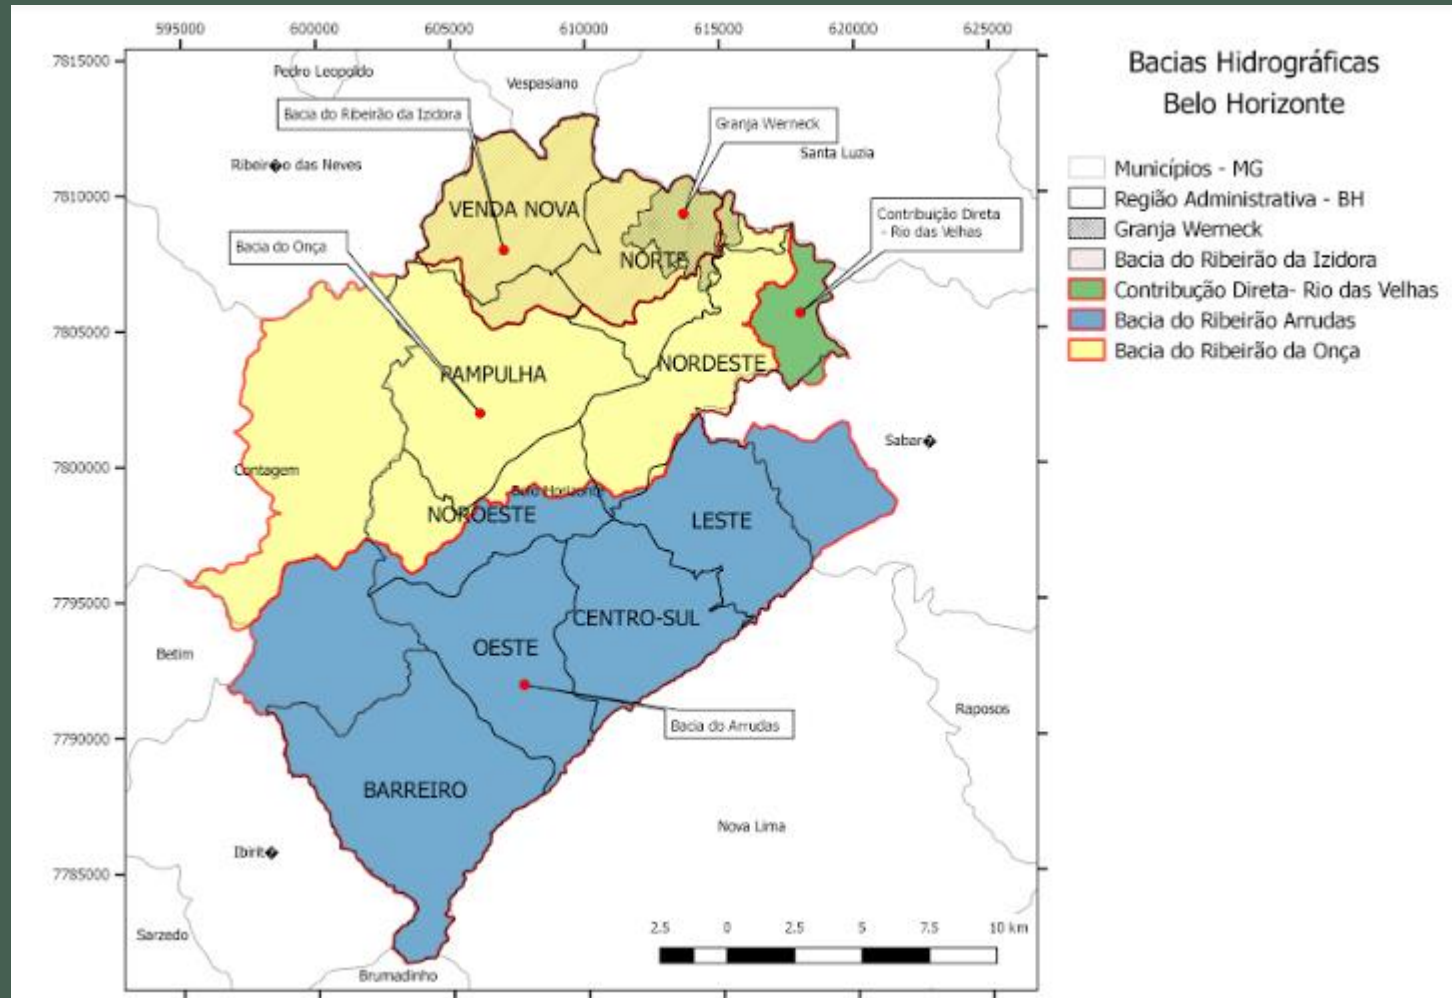 595000
600000
605000
610000
615000
620000
625000
7815000
7810000
7805000
7800000
7795000
7790000
7785000
Pedro Leopoldo
Vespasiano
Bacia do Ribeirão da Izidora
Granja Werneck
Santa Luzia
Ribeir�o das Neves
VENDA NOVA
Contribuição Direta
- Rio das Velhas
Bacia do Onça
NORTE
NORDESTE
PAMPULHA
Contagem
Sabar�
Belo Horizonte
NOROESTE
LESTE
CENTRO-SUL
OESTE
Betim
Raposos
Bacia do Arrudas
BARREIRO
Nova Lima
Ibirit�
Sarzedo
Brumadinho
2.5 0 2.5 5 7.5 10 km
Bacias Hidrográficas
Belo Horizonte
Municípios - MG
Região Administrativa - BH
Granja Werneck
Bacia do Ribeirão da Izidora
Contribução Direta- Rio das Velhas
Bacia do Ribeirão Arrudas
Bacia do Ribeirão da Onça